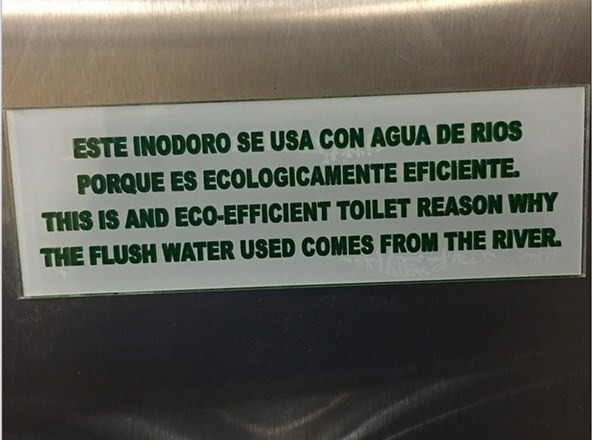 ESTE INODORO SE USA CON AGUA DE RIOS
PORQUE ES ECOLOGICAMENTE EFICIENTE.
THIS IS AND ECO-EFFICIENT TOILET REASON WHY
THE FLUSH WATER USED COMES FROM THE RIVER.